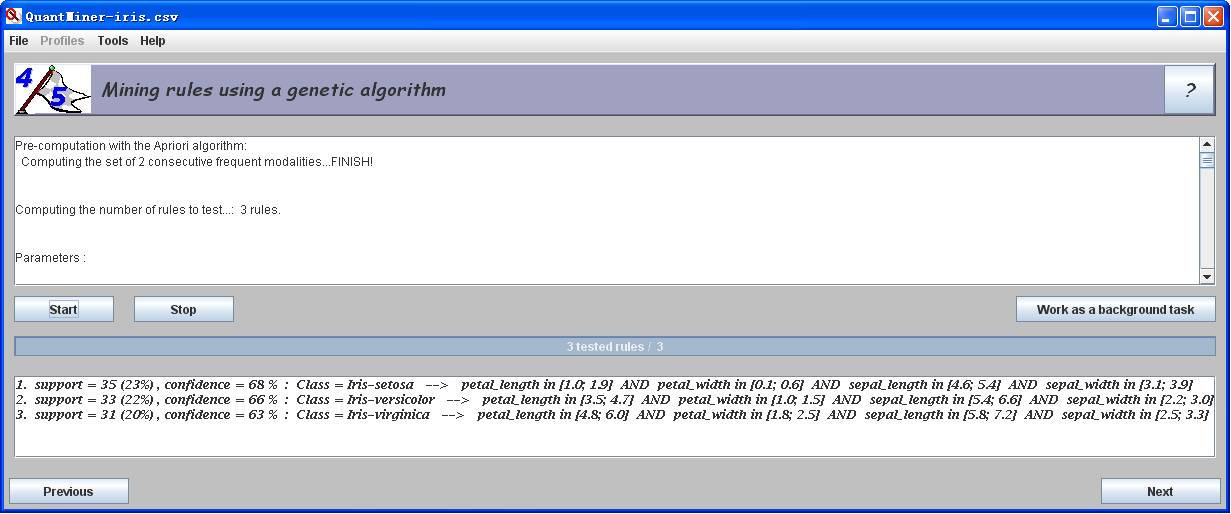 QuantMiner-iris.csv
File Profiles Tools Help
4 5 Mining rules using a genetic algorithm ?
Pre-computation with the Apriori algorithm:
Computing the set of 2 consecutive frequent modalities...FINISH!
Computing the number of rules to test...: 3 rules.
Parameters :
Start Stop Work as a background task
3 tested rules / 3
1. support = 35 (23%) , confidence = 68 % : Class = Iris-setosa --> petal_length in [1.0; 1.9] AND petal_width in [0.1; 0.6] AND sepal_length in [4.6; 5.4] AND sepal_width in [3.1; 3.9]
2. support = 33 (22%) , confidence = 66 % : Class = Iris-versicolor --> petal_length in [3.5; 4.7] AND petal_width in [1.0; 1.5] AND sepal_length in [5.4; 6.6] AND sepal_width in [2.2; 3.0]
3. support = 31 (20%) , confidence = 63 % : Class = Iris-virginica --> petal_length in [4.8; 6.0] AND petal_width in [1.8; 2.5] AND sepal_length in [5.8; 7.2] AND sepal_width in [2.5; 3.3]
Previous Next